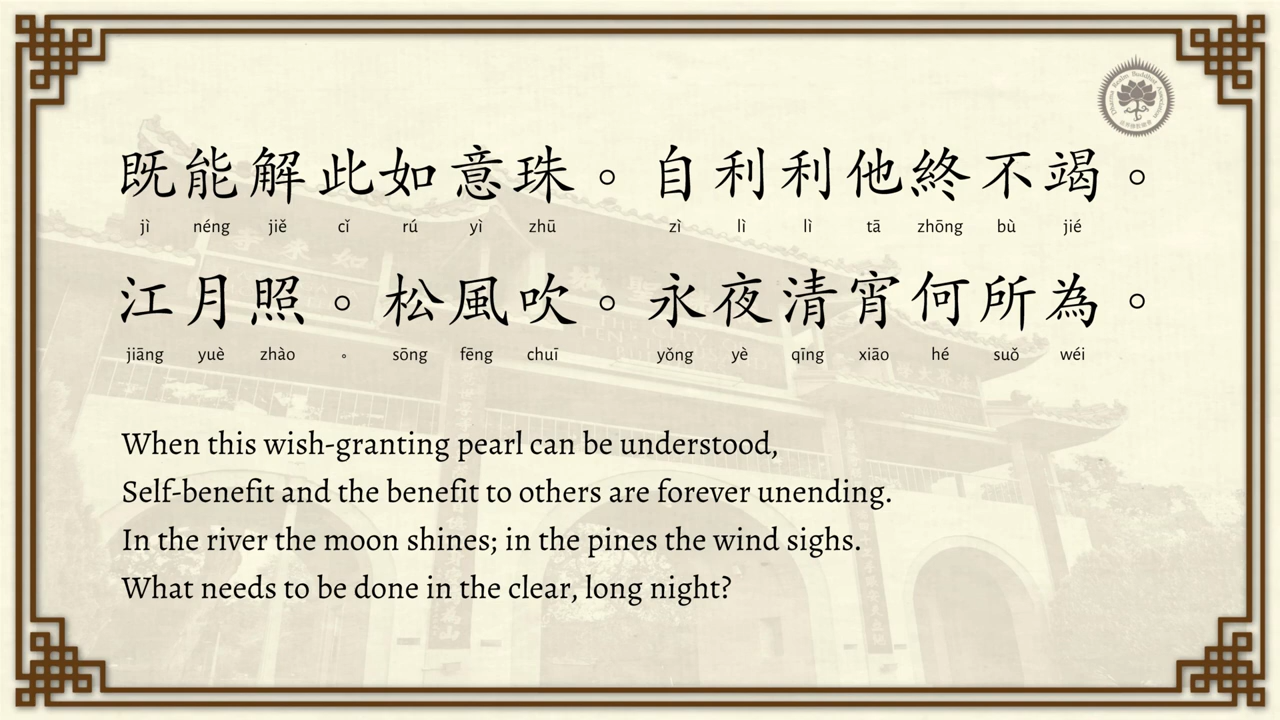 Dharma Realm Buddhist Association
既能解此如意珠。自利利他終不竭。
jì néng jiě cǐ rú yì zhū zì lì lì tā zhōng bù jié
江月照。松風吹。永夜清宵何所為。
jiāng yuè zhào 。 sōng fēng chuī yǒng yè qīng xiāo hé suǒ wéi
When this wish-granting pearl can be understood,
Self-benefit and the benefit to others are forever unending.
In the river the moon shines; in the pines the wind sighs.
What needs to be done in the clear, long night?